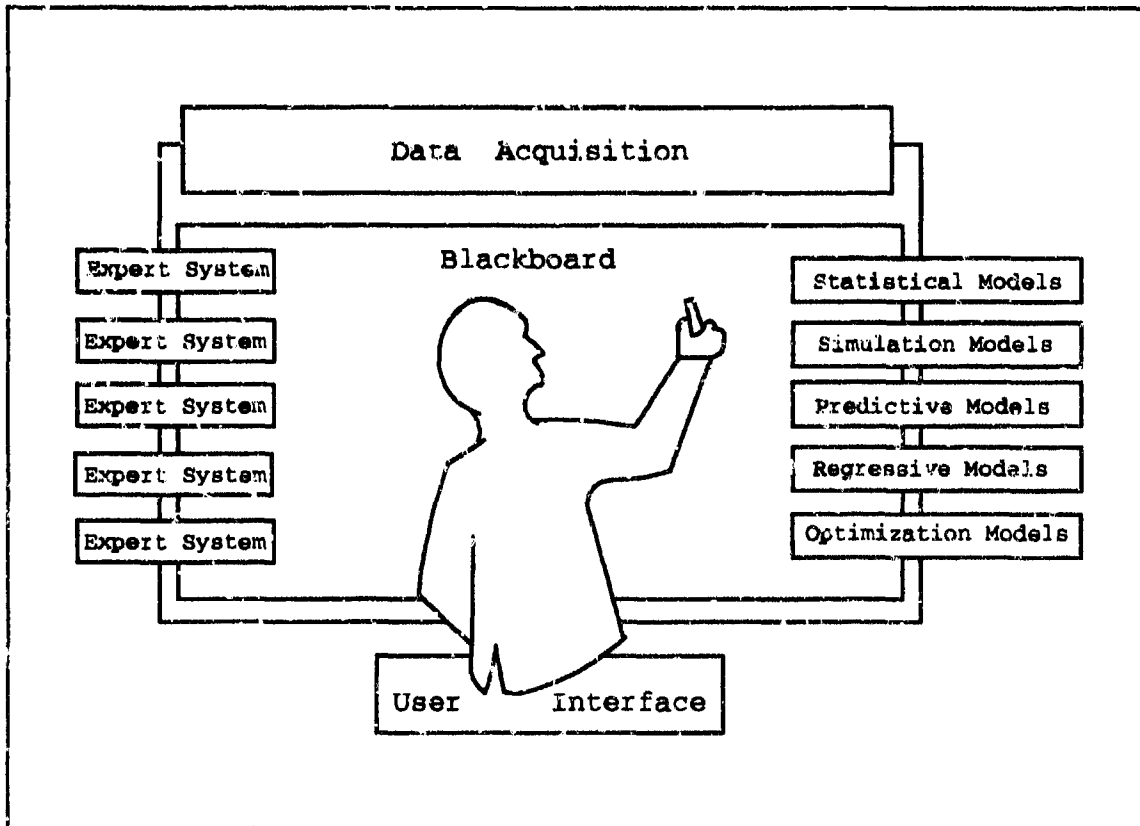 Data Acquisition
Blackboard
Expert System
Expert System
Expert System
Expert System
Expert System
Statistical Models
Simulation Models
Predictive Models
Regressive Models
Optimization Models
User Interface